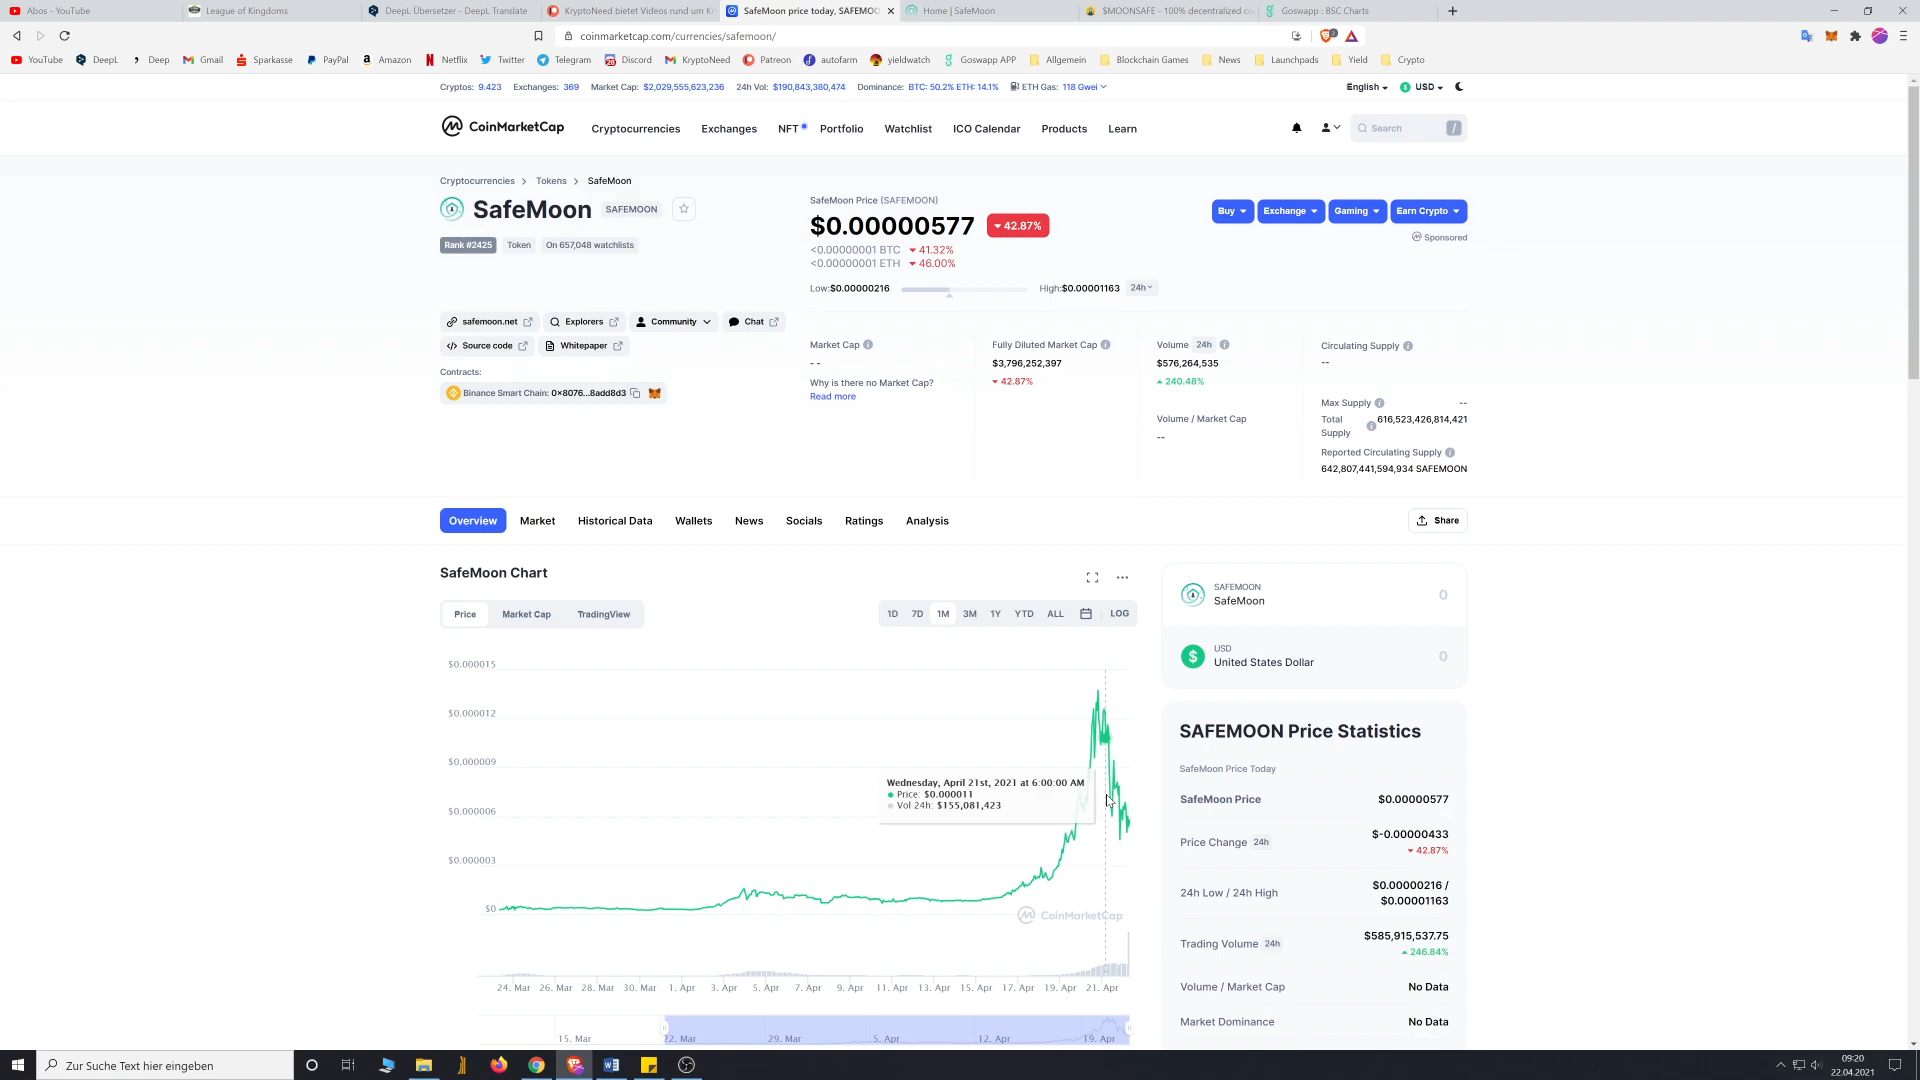 Abos - YouTube
League of Kingdoms
DeepL Übersetzer - DeepL Translate
KryptoNeed bietet Videos rund um K
SafeMoon price today, SAFEMOO
Home | SafeMoon
$MOONSAFE - 100% decentralized co
Goswapp : BSC Charts
coinmarketcap.com/currencies/safemoon/
YouTube DeepL Deep Gmail Sparkasse PayPal Amazon Netflix Twitter Telegram Discord KryptoNeed Patreon autofarm yieldwatch Goswapp APP Allgemein Blockchain Games News Launchpads Yield Crypto
Cryptos: 9.423 Exchanges: 369 Market Cap: $2,029,555,623,236 24h Vol: $190,843,380,474 Dominance: BTC: 50.2% ETH: 14.1% ETH Gas: 118 Gwei English USD
CoinMarketCap Cryptocurrencies Exchanges NFT Portfolio Watchlist ICO Calendar Products Learn Search /
Cryptocurrencies > Tokens > SafeMoon
SafeMoon SAFEMOON
Rank #2425 Token On 657,048 watchlists
safemoon.net Explorers Community Chat
Source code Whitepaper
Contracts:
Binance Smart Chain: 0x8076...8add8d3
SafeMoon Price (SAFEMOON)
$0.00000577 42.87%
<0.00000001 BTC 41.32%
<0.00000001 ETH 46.00%
Low:$0.00000216 High:$0.00001163 24h
Buy Exchange Gaming Earn Crypto
Sponsored
Market Cap
- -
Why is there no Market Cap?
Read more
Fully Diluted Market Cap
$3,796,252,397
42.87%
Volume 24h
$576,264,535
240.48%
Volume / Market Cap
--
Circulating Supply
--
Max Supply --
Total Supply 616,523,426,814,421
Reported Circulating Supply
642,807,441,594,934 SAFEMOON
Overview Market Historical Data Wallets News Socials Ratings Analysis Share
SafeMoon Chart
Price Market Cap TradingView 1D 7D 1M 3M 1Y YTD ALL LOG
$0.000015
$0.000012
$0.000009
$0.000006
$0.000003
$0
Wednesday, April 21st, 2021 at 6:00:00 AM
Price: $0.000011
Vol 24h: $155,081,423
CoinMarketCap
24. Mar 26. Mar 28. Mar 30. Mar 1. Apr 3. Apr 5. Apr 7. Apr 9. Apr 11. Apr 13. Apr 15. Apr 17. Apr 19. Apr 21. Apr
15. Mar 22. Mar 29. Mar 5. Apr 12. Apr 19. Apr
SAFEMOON
SafeMoon 0
USD
United States Dollar 0
SAFEMOON Price Statistics
SafeMoon Price Today
SafeMoon Price $0.00000577
Price Change 24h $-0.00000433
42.87%
24h Low / 24h High $0.00000216 /
$0.00001163
Trading Volume 24h $585,915,537.75
246.84%
Volume / Market Cap No Data
Market Dominance No Data
Zur Suche Text hier eingeben
09:20
22.04.2021